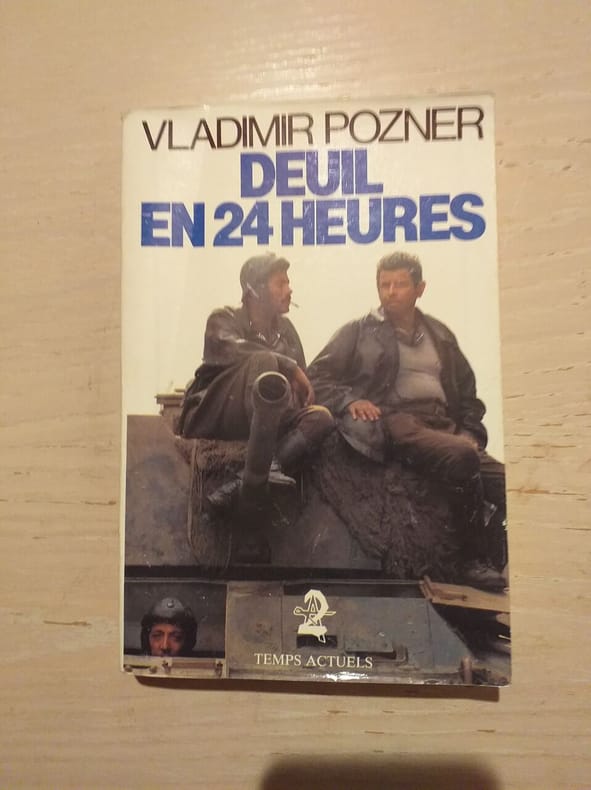 VLADIMIR POZNER
DEUIL
EN 24 HEURES
TEMPS ACTUELS